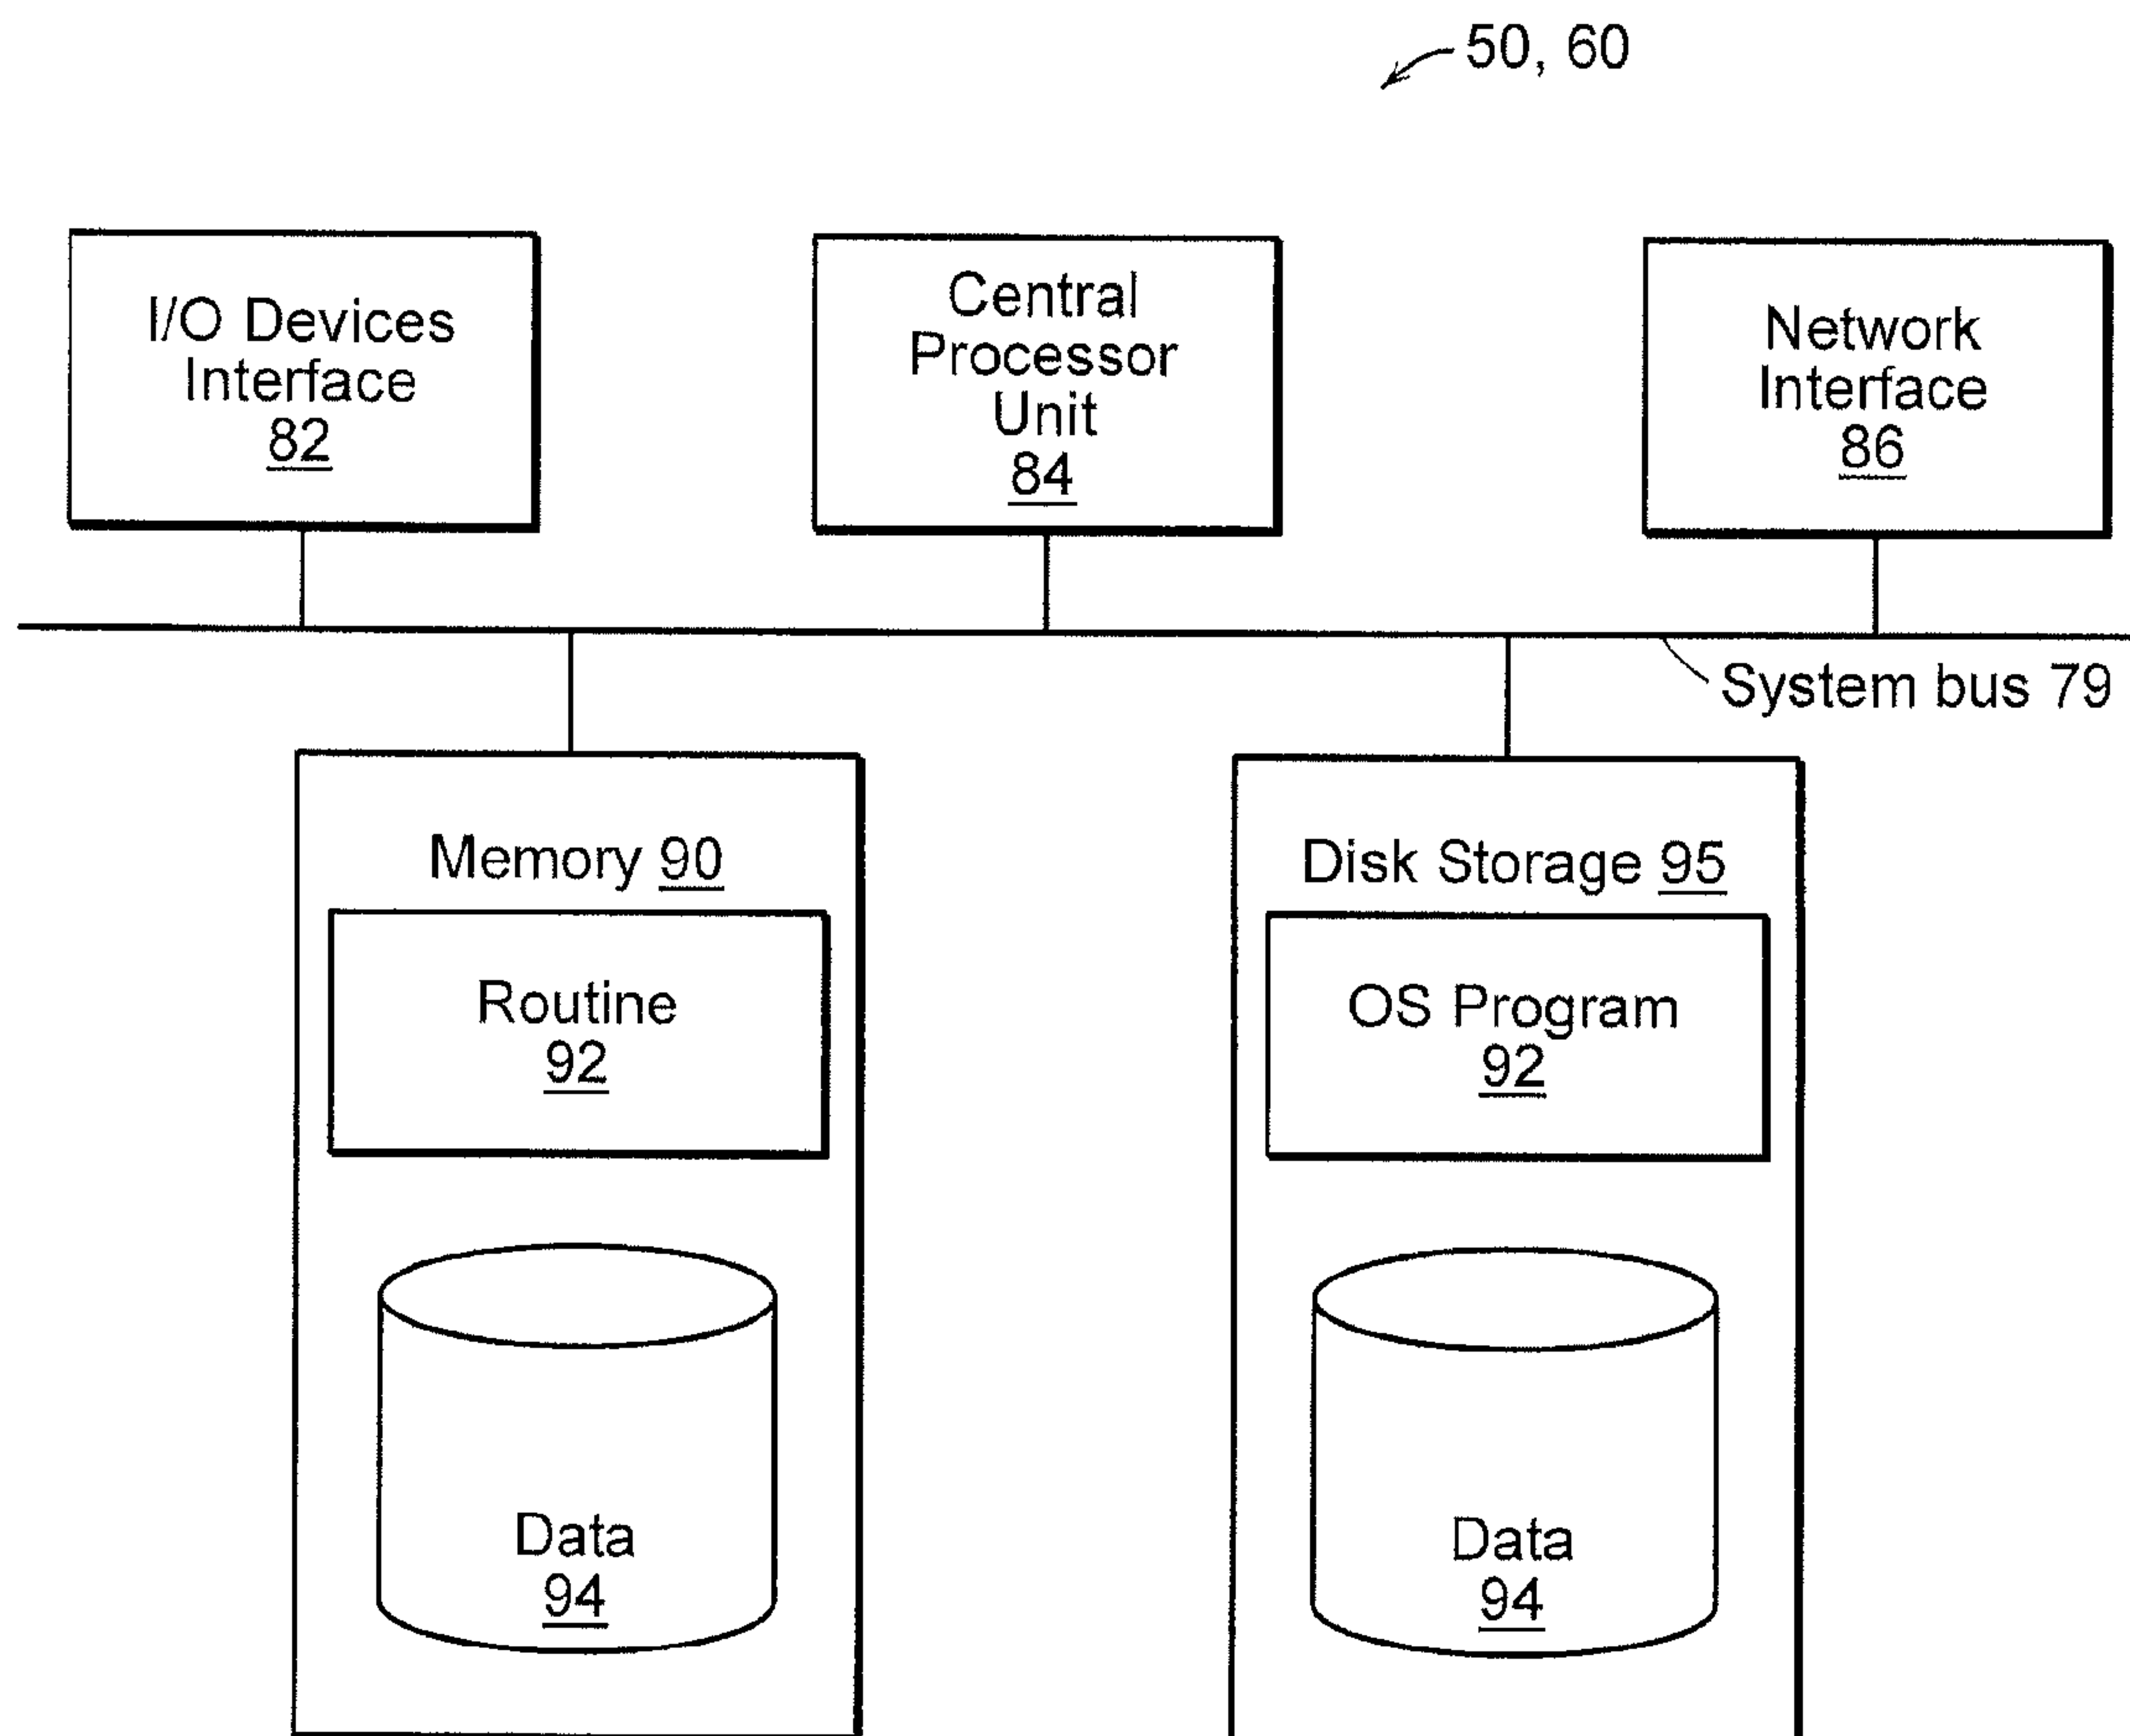 50, 60
I/O Devices
Interface
82
Central
Processor
Unit
84
Network
Interface
86
System bus 79
Memory 90
Routine
92
Data
94
Disk Storage 95
OS Program
92
Data
94